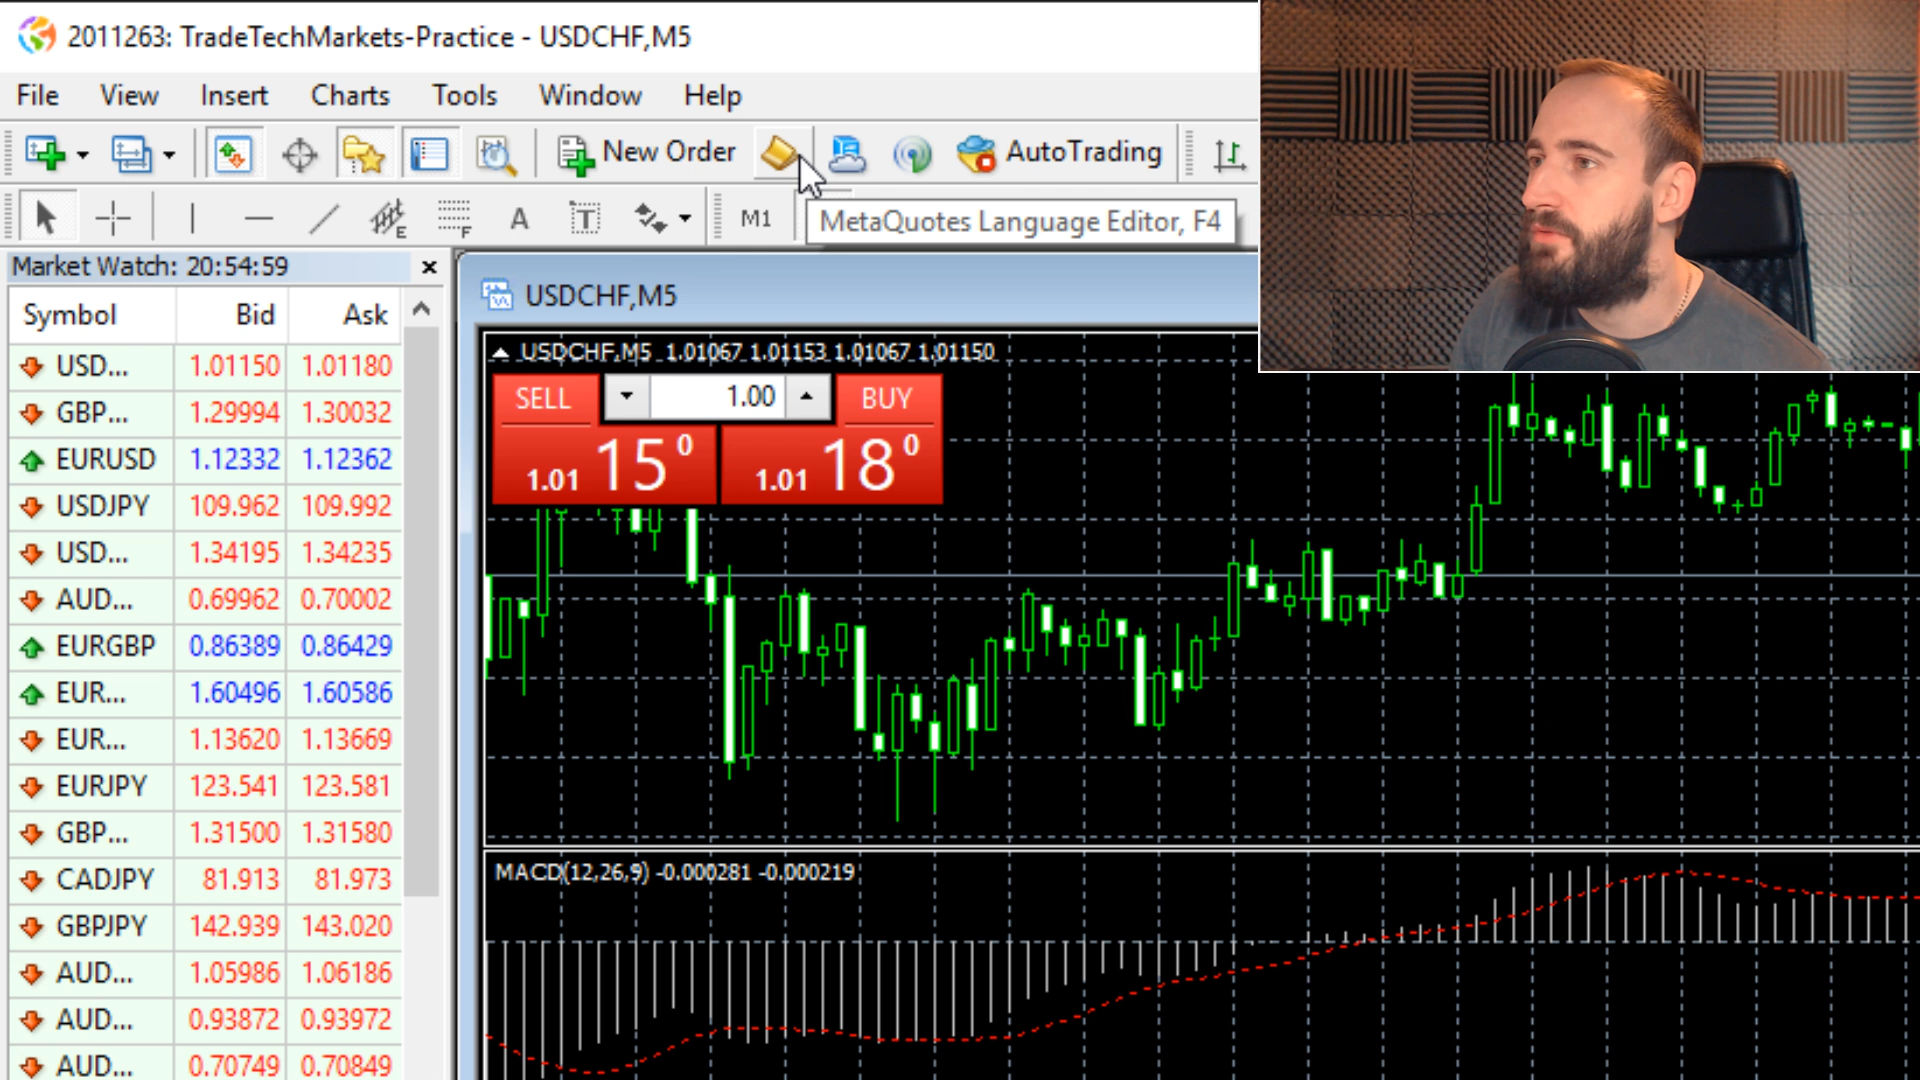 2011263: TradeTechMarkets-Practice - USDCHF,M5
File View Insert Charts Tools Window Help
New Order AutoTrading
E F A T M1
MetaQuotes Language Editor, F4
Market Watch: 20:54:59
Symbol Bid Ask
USD... 1.01150 1.01180
GBP... 1.29994 1.30032
EURUSD 1.12332 1.12362
USDJPY 109.962 109.992
USD... 1.34195 1.34235
AUD... 0.69962 0.70002
EURGBP 0.86389 0.86429
EUR... 1.60496 1.60586
EUR... 1.13620 1.13669
EURJPY 123.541 123.581
GBP... 1.31500 1.31580
CADJPY 81.913 81.973
GBPJPY 142.939 143.020
AUD... 1.05986 1.06186
AUD... 0.93872 0.93972
AUD... 0.70749 0.70849
USDCHF,M5
USDCHF,M5 1.01067 1.01153 1.01067 1.01150
SELL 1.00 BUY
1.01 15 0 1.01 18 0
MACD(12,26,9) -0.000281 -0.000219